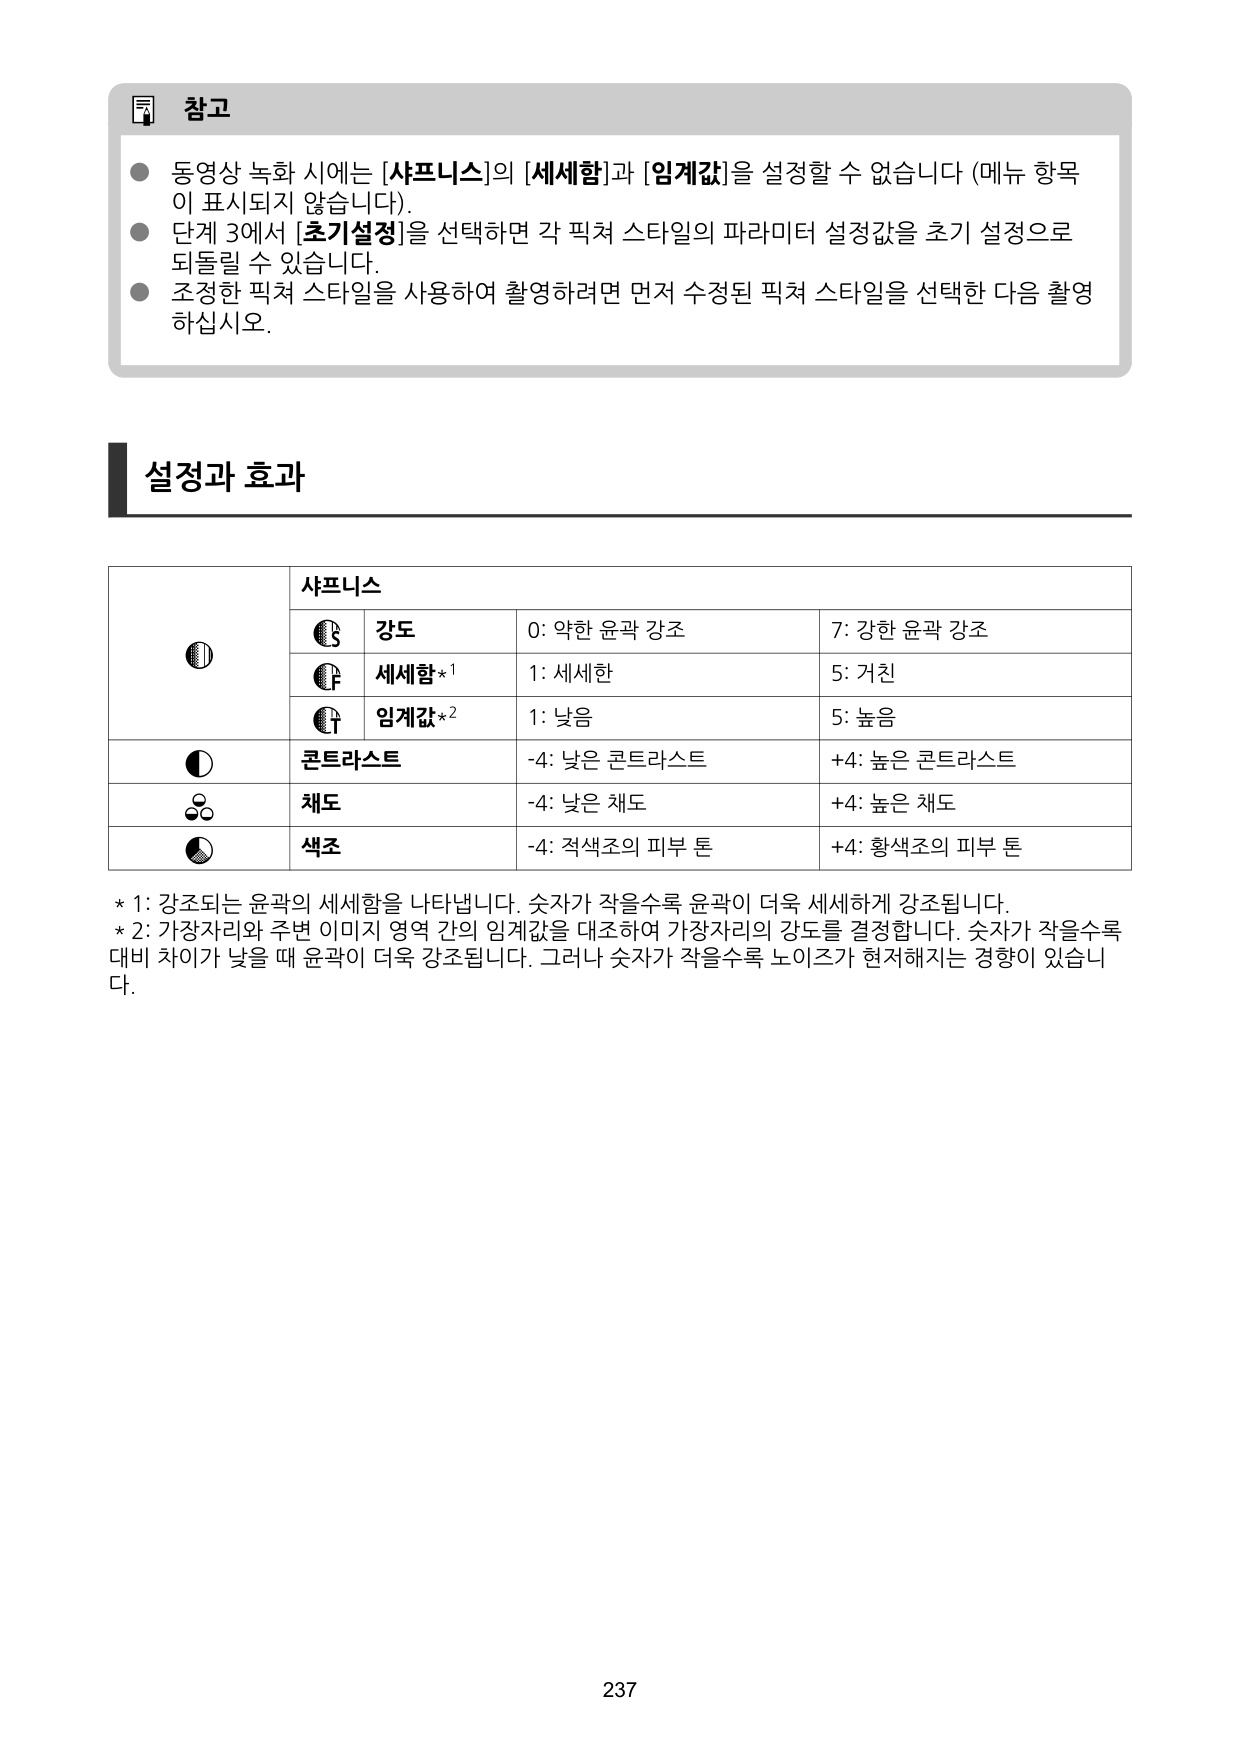 참고
● 동영상 녹화 시에는 [샤프니스]의 [세세함]과 [임계값]을 설정할 수 없습니다 (메뉴 항목
이 표시되지 않습니다).
● 단계 3에서 [초기설정]을 선택하면 각 픽쳐 스타일의 파라미터 설정값을 초기 설정으로
되돌릴 수 있습니다.
● 조정한 픽쳐 스타일을 사용하여 촬영하려면 먼저 수정된 픽쳐 스타일을 선택한 다음 촬영
하십시오.
설정과 효과
샤프니스
S 강도 0: 약한 윤곽 강조 7: 강한 윤곽 강조
F 세세함*1 1: 세세한 5: 거친
T 임계값*2 1: 낮음 5: 높음
콘트라스트 -4: 낮은 콘트라스트 +4: 높은 콘트라스트
채도 -4: 낮은 채도 +4: 높은 채도
색조 -4: 적색조의 피부 톤 +4: 황색조의 피부 톤
* 1: 강조되는 윤곽의 세세함을 나타냅니다. 숫자가 작을수록 윤곽이 더욱 세세하게 강조됩니다.
* 2: 가장자리와 주변 이미지 영역 간의 임계값을 대조하여 가장자리의 강도를 결정합니다. 숫자가 작을수록
대비 차이가 낮을 때 윤곽이 더욱 강조됩니다. 그러나 숫자가 작을수록 노이즈가 현저해지는 경향이 있습니
다.
237